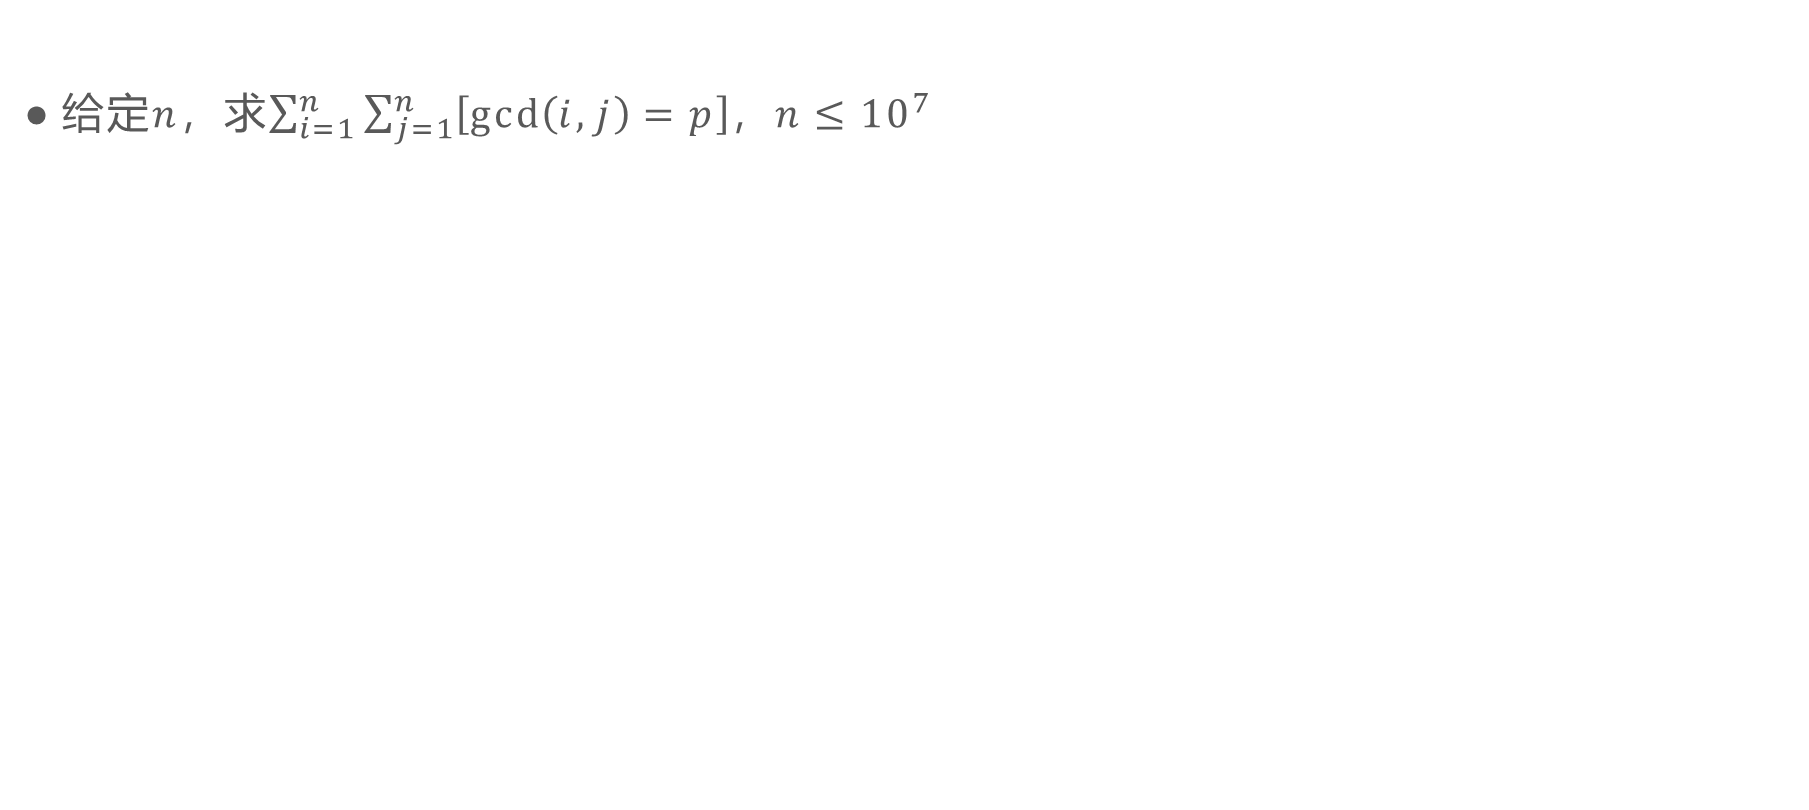 • 给定n，求∑_{i=1}^{n} ∑_{j=1}^{n}[gcd(i, j) = p]，n ≤ 10^7